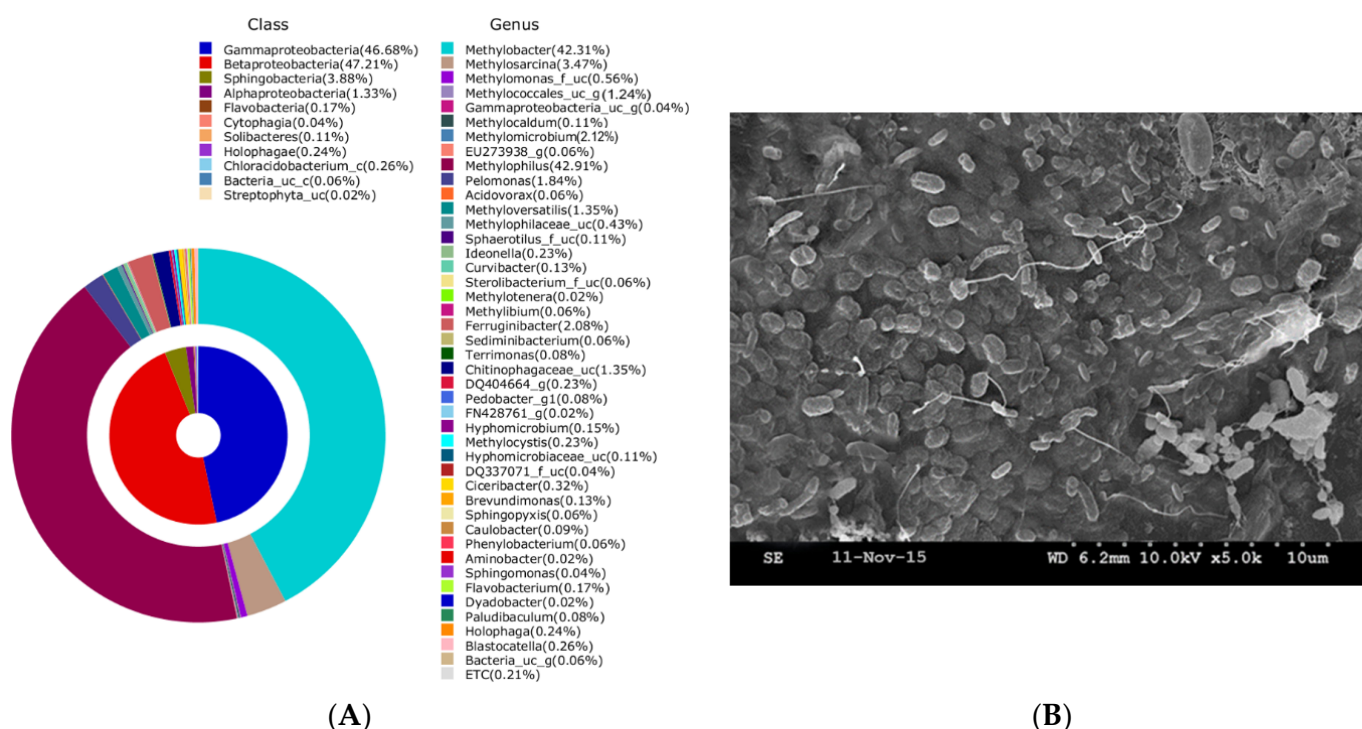 Class
Gammaproteobacteria(46.68%)
Betaproteobacteria(47.21%)
Sphingobacteria(3.88%)
Alphaproteobacteria(1.33%)
Flavobacteria(0.17%)
Cytophagia(0.04%)
Solibacteres(0.11%)
Holophagae(0.24%)
Chloracidobacterium_c(0.26%)
Bacteria_uc_c(0.06%)
Streptophyta_uc(0.02%)
Genus
Methylobacter(42.31%)
Methylosarcina(3.47%)
Methylomonas_f_uc(0.56%)
Methylococcales_uc_g(1.24%)
Gammaproteobacteria_uc_g(0.04%)
Methylocaldum(0.11%)
Methylomicrobium(2.12%)
EU273938_g(0.06%)
Methylophilus(42.91%)
Pelomonas(1.84%)
Acidovorax(0.06%)
Methyloversatilis(1.35%)
Methylophilaceae_uc(0.43%)
Sphaerotilus_f_uc(0.11%)
Ideonella(0.23%)
Curvibacter(0.13%)
Sterolibacterium_f_uc(0.06%)
Methylotenera(0.02%)
Methylibium(0.06%)
Ferruginibacter(2.08%)
Sediminibacterium(0.06%)
Terrimonas(0.08%)
Chitinophagaceae_uc(1.35%)
DQ404664_g(0.23%)
Pedobacter_g1(0.08%)
FN428761_g(0.02%)
Hyphomicrobium(0.15%)
Methylocystis(0.23%)
Hyphomicrobiaceae_uc(0.11%)
DQ337071_f_uc(0.04%)
Ciceribacter(0.32%)
Brevundimonas(0.13%)
Sphingopyxis(0.06%)
Caulobacter(0.09%)
Phenylobacterium(0.06%)
Aminobacter(0.02%)
Sphingomonas(0.04%)
Flavobacterium(0.17%)
Dyadobacter(0.02%)
Paludibaculum(0.08%)
Holophaga(0.24%)
Blastocatella(0.26%)
Bacteria_uc_g(0.06%)
ETC(0.21%)
SE 11-Nov-15 WD 6.2mm 10.0kV x5.0k 10um
(A)
(B)